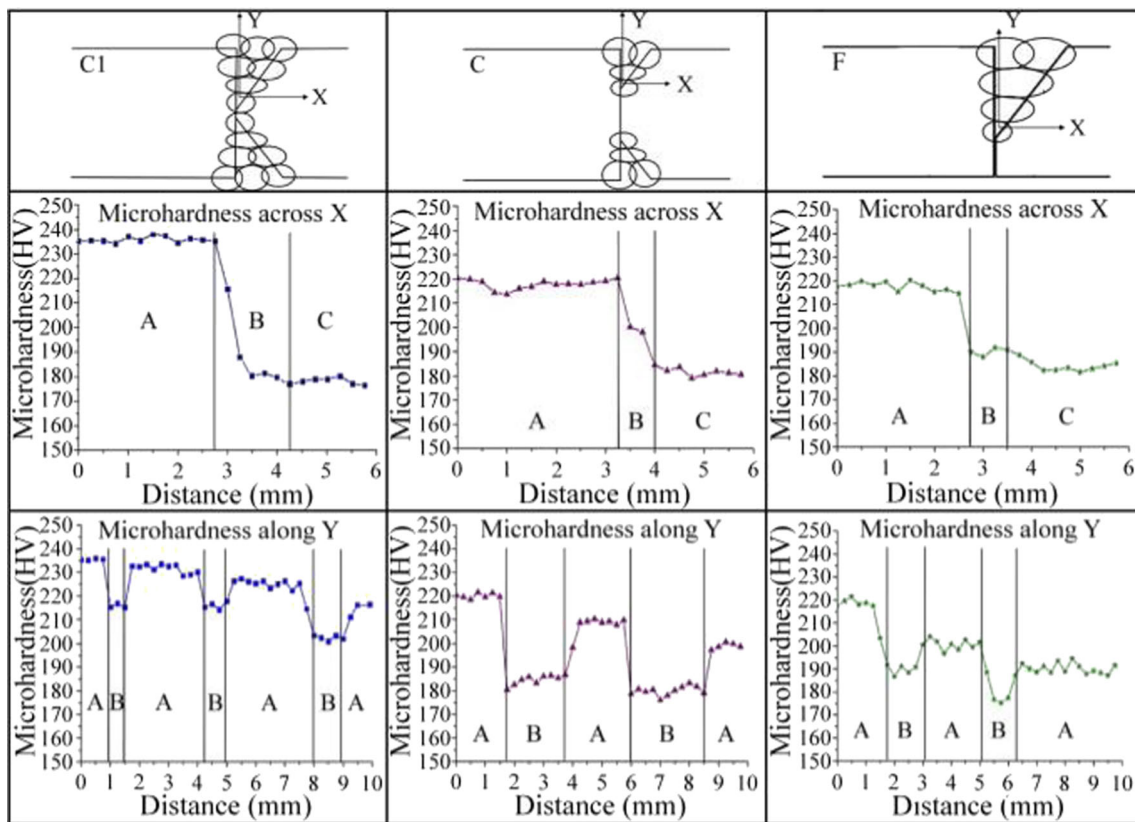 Y
C1
X
Y
C
X
Y
F
X
Microhardness across X
Microhardness(HV)
250
240
230
220
210
200
190
180
170
160
150
A B C
0 1 2 3 4 5 6
Distance (mm)
Microhardness across X
Microhardness(HV)
250
240
230
220
210
200
190
180
170
160
150
A B C
0 1 2 3 4 5 6
Distance (mm)
Microhardness across X
Microhardness(HV)
250
240
230
220
210
200
190
180
170
160
150
A B C
0 1 2 3 4 5 6
Distance (mm)
Microhardness along Y
Microhardness(HV)
250
240
230
220
210
200
190
180
170
160
150
A B A B A B A
0 1 2 3 4 5 6 7 8 9 10
Distance (mm)
Microhardness along Y
Microhardness(HV)
250
240
230
220
210
200
190
180
170
160
150
A B A B A
0 1 2 3 4 5 6 7 8 9 10
Distance (mm)
Microhardness along Y
Microhardness(HV)
250
240
230
220
210
200
190
180
170
160
150
A B A B A
0 1 2 3 4 5 6 7 8 9 10
Distance (mm)